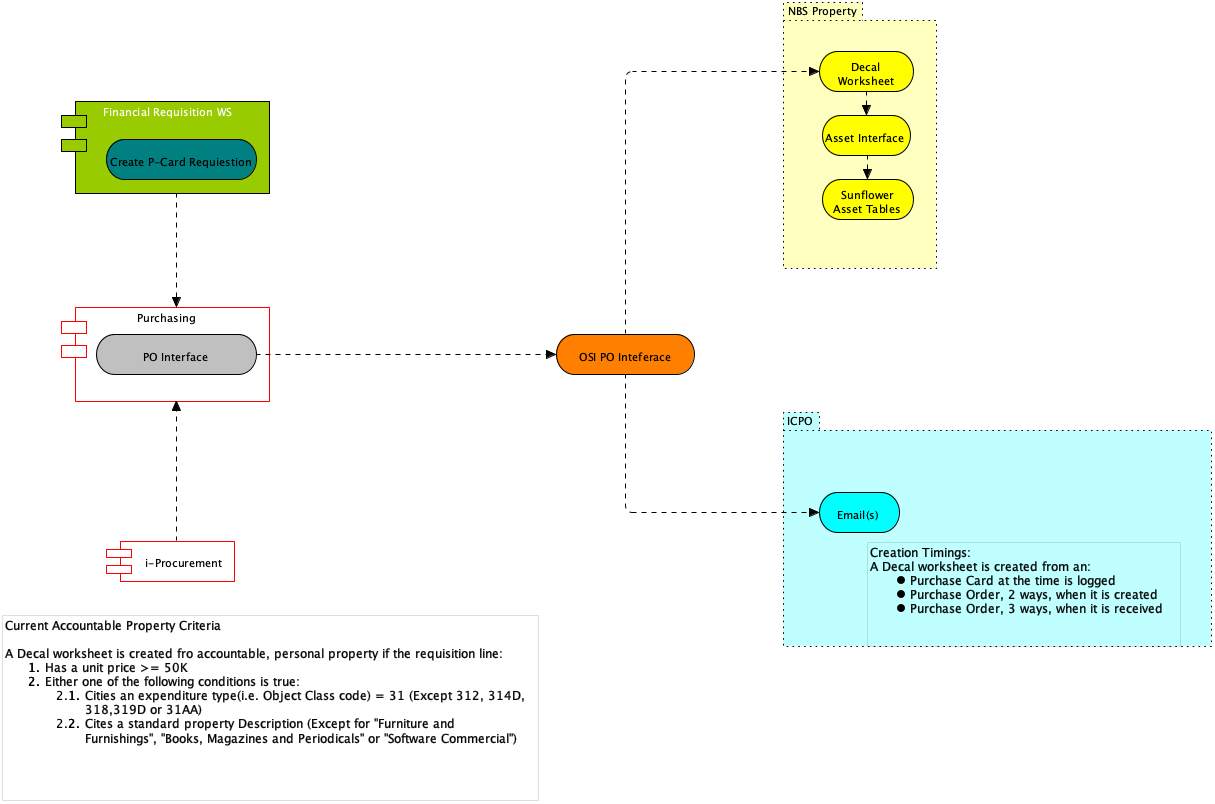 NBS Property
Decal
Worksheet
Asset Interface
Sunflower
Asset Tables
Financial Requisition WS
Create P-Card Requiestion
Purchasing
PO Interface
OSI PO Inteferace
i-Procurement
ICPO
Email(s)
Creation Timings:
A Decal worksheet is created from an:
● Purchase Card at the time is logged
● Purchase Order, 2 ways, when it is created
● Purchase Order, 3 ways, when it is received
Current Accountable Property Criteria
A Decal worksheet is created fro accountable, personal property if the requisition line:
1. Has a unit price >= 50K
2. Either one of the following conditions is true:
2.1. Cities an expenditure type(i.e. Object Class code) = 31 (Except 312, 314D,
318,319D or 31AA)
2.2. Cites a standard property Description (Except for "Furniture and
Furnishings", "Books, Magazines and Periodicals" or "Software Commercial")